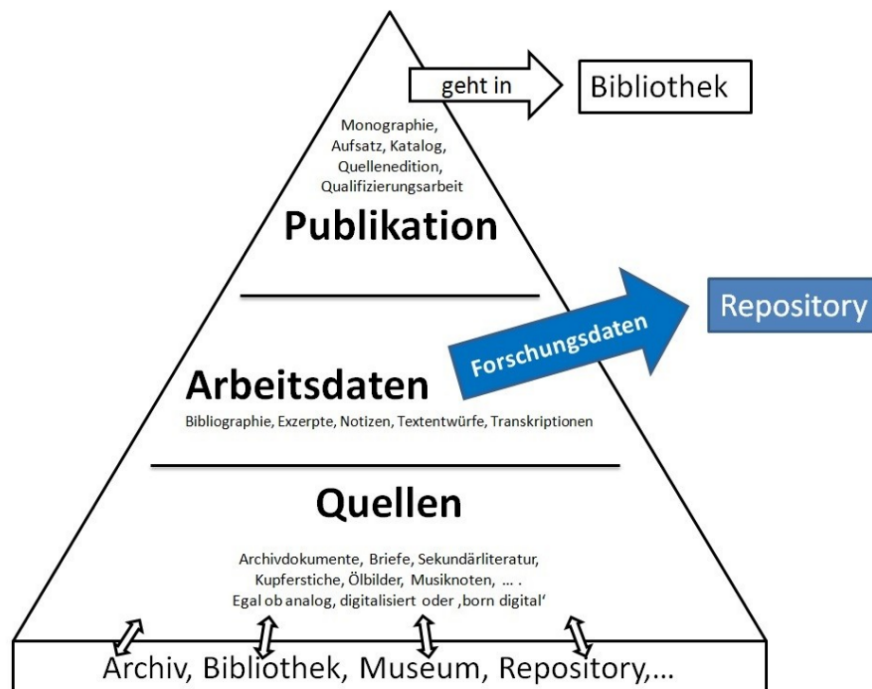 geht in
Bibliothek
Monographie,
Aufsatz, Katalog,
Quellenedition,
Qualifizierungsarbeit
Publikation
Repository
Forschungsdaten
Arbeitsdaten
Bibliographie, Exzerpte, Notizen, Textentwürfe, Transkriptionen
Quellen
Archivdokumente, Briefe, Sekundärliteratur,
Kupferstiche, Ölbilder, Musiknoten, ... .
Egal ob analog, digitalisiert oder ‚born digital‘
Archiv, Bibliothek, Museum, Repository,...